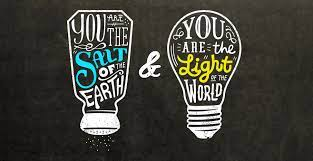 YOU ARE
THE
SALT
OF THE
EARTH
&
YOU
ARE the
"Light"
OF THE
WORLD